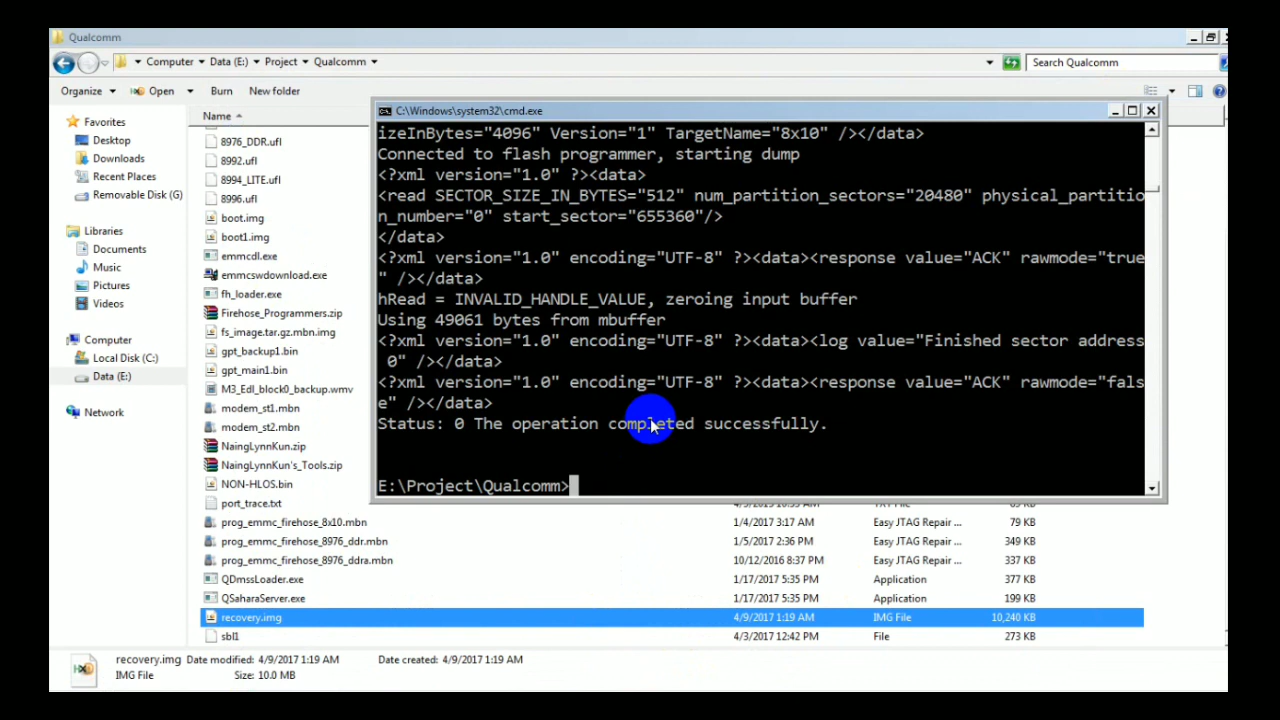 Qualcomm
Computer Data (E:) Project Qualcomm
Search Qualcomm
Organize Open Burn New folder
Favorites
Desktop
Downloads
Recent Places
Removable Disk (G)
Libraries
Documents
Music
Pictures
Videos
Computer
Local Disk (C:)
Data (E:)
Network
Name
8976_DDR.ufl
8992.ufl
8994_LITE.ufl
8996.ufl
boot.img
boot1.img
emmcdl.exe
emmcswdownload.exe
fh_loader.exe
Firehose_Programmers.zip
fs_image.tar.gz.mbn.img
gpt_backup1.bin
gpt_main1.bin
M3_Edl_block0_backup.wmv
modem_st1.mbn
modem_st2.mbn
NaingLynnKun.zip
NaingLynnKun's_Tools.zip
NON-HLOS.bin
port_trace.txt
prog_emmc_firehose_8x10.mbn 1/4/2017 3:17 AM Easy JTAG Repair ... 79 KB
prog_emmc_firehose_8976_ddr.mbn 1/5/2017 2:36 PM Easy JTAG Repair ... 349 KB
prog_emmc_firehose_8976_ddra.mbn 10/12/2016 8:37 PM Easy JTAG Repair ... 337 KB
QDmssLoader.exe 1/17/2017 5:35 PM Application 377 KB
QSaharaServer.exe 1/17/2017 5:35 PM Application 199 KB
recovery.img 4/9/2017 1:19 AM IMG File 10,240 KB
sbl1 4/3/2017 12:42 PM File 273 KB
C:\Windows\system32\cmd.exe
izeInBytes="4096" Version="1" TargetName="8x10" /></data>
Connected to flash programmer, starting dump
<?xml version="1.0" ?><data>
<read SECTOR_SIZE_IN_BYTES="512" num_partition_sectors="20480" physical_partitio
n_number="0" start_sector="655360"/>
</data>
<?xml version="1.0" encoding="UTF-8" ?><data><response value="ACK" rawmode="true
" /></data>
hRead = INVALID_HANDLE_VALUE, zeroing input buffer
Using 49061 bytes from mbuffer
<?xml version="1.0" encoding="UTF-8" ?><data><log value="Finished sector address
 0" /></data>
<?xml version="1.0" encoding="UTF-8" ?><data><response value="ACK" rawmode="fals
e" /></data>
Status: 0 The operation completed successfully.
E:\Project\Qualcomm>
recovery.img Date modified: 4/9/2017 1:19 AM Date created: 4/9/2017 1:19 AM
IMG File Size: 10.0 MB